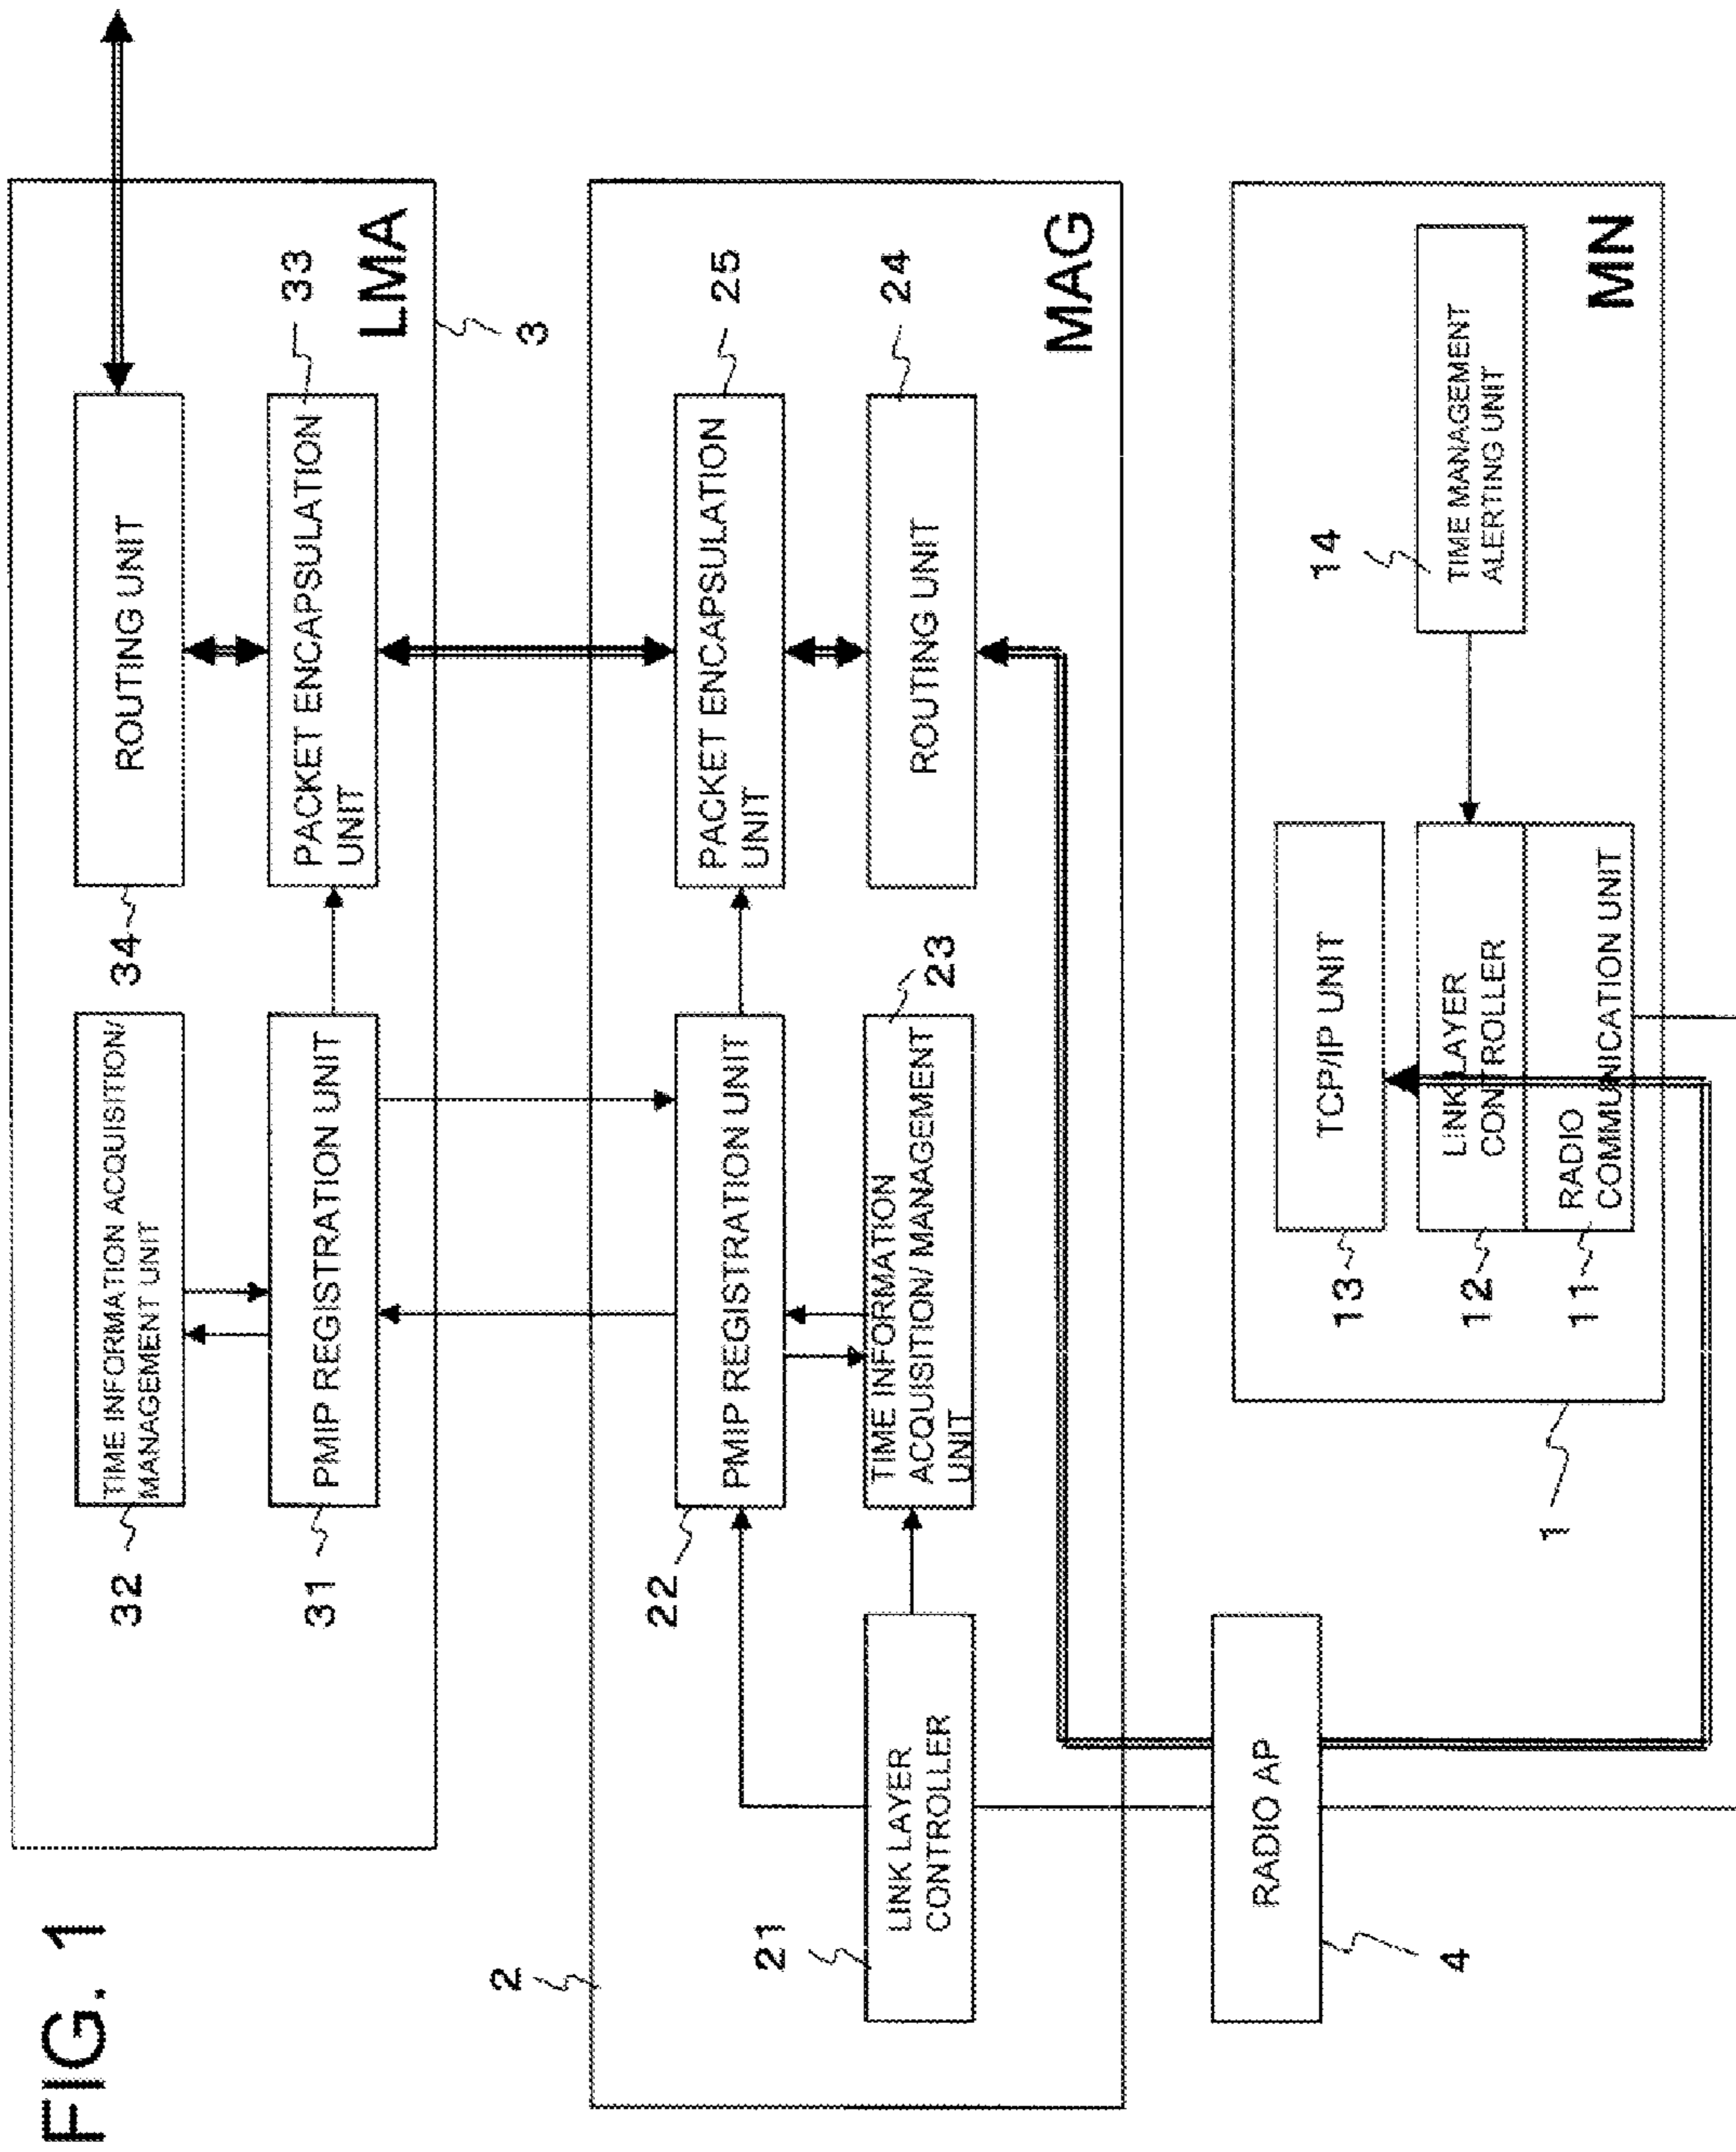 FIG. 1
32
TIME INFORMATION ACQUISITION/
MANAGEMENT UNIT
34
ROUTING UNIT
31
PMIP REGISTRATION UNIT
PACKET ENCAPSULATION
UNIT
33
LMA
3
2
22
PMIP REGISTRATION UNIT
PACKET ENCAPSULATION
UNIT
25
21
LINK LAYER
CONTROLLER
TIME INFORMATION
ACQUISITION/ MANAGEMENT
UNIT
23
ROUTING UNIT
24
MAG
4
RADIO AP
1
13
TCP/IP UNIT
12
LINK LAYER
CONTROLLER
11
RADIO
COMMUNICATION UNIT
14
TIME MANAGEMENT
ALERTING UNIT
MN